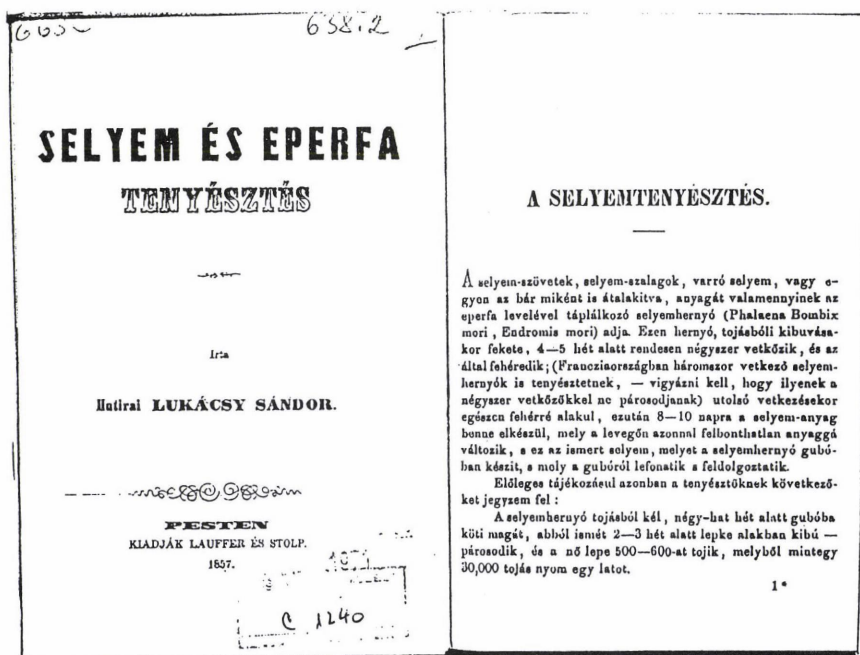 638.2
SELYEM ÉS EPERFA
TENYÉSZTÉS
Irta
Hatirai LUKÁCSY SÁNDOR.
PESTEN
KIADJÁK LAUFFER ÉS STOLP.
1857.
C 1240
A SELYEMTENYÉSZTÉS.
A selyem-szövetek, selyem-szalagok, varró selyem, vagy e-
gyen az bár miként is átalakitva, anyagát valamennyinek az
eperfa levelével táplálkozó selyemhernyó (Phalaena Bombix
mori, Endromis mori) adja. Ezen hernyó, tojásbóli kibuvása-
kor fekete, 4—5 hét alatt rendesen négyszer vetkőzik, és az
által fehéredik; (Francziaországban háromszor vetkező selyem-
hernyók is tenyésztetnek, — vigyázni kell, hogy ilyenek a
négyszer vetkőzőkkel ne párosodjanak) utolsó vetkezésekor
egészen fehérré alakul, ezután 8—10 napra a selyem-anyag
benne elkészül, mely a levegőn azonnal felbonthatlan anyaggá
változik, s ez az ismert selyem, melyet a selyemhernyó gubó-
ban készit, s mely a gubóról lefonatik s feldolgoztatik.
Előleges tájékozásul azonban a tenyésztőknek következő-
ket jegyzem fel:
A selyemhernyó tojásból kél, négy-hat hét alatt gubóba
köti magát, abból ismét 2—3 hét alatt lepke alakban kibú —
párosodik, és a nő lepe 500—600-at tojik, melyből mintegy
30,000 tojás nyom egy latot.
1*